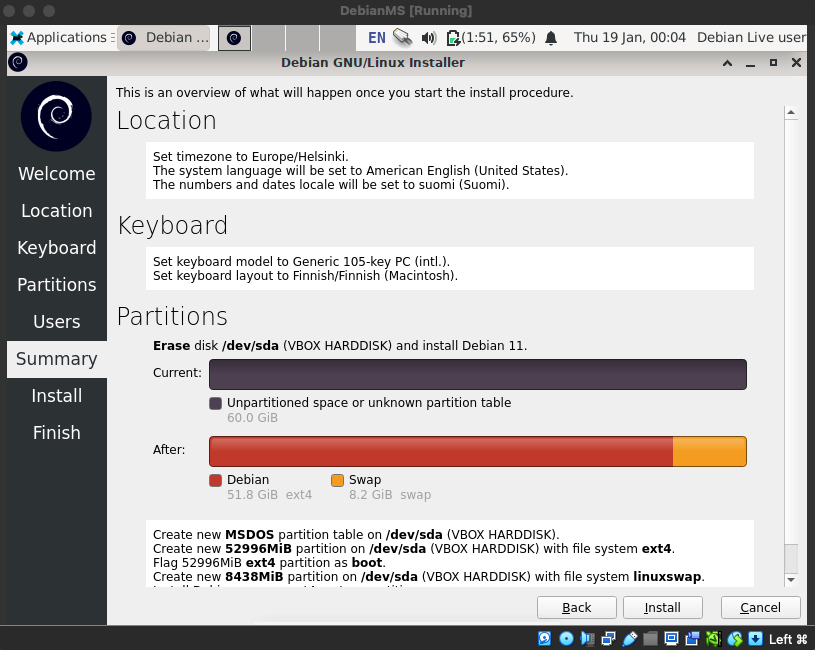 DebianMS [Running]
Applications Debian ... EN (1:51, 65%) Thu 19 Jan, 00:04 Debian Live user
Debian GNU/Linux Installer
This is an overview of what will happen once you start the install procedure.
Welcome
Location
Keyboard
Partitions
Users
Summary
Install
Finish
Location
Set timezone to Europe/Helsinki.
The system language will be set to American English (United States).
The numbers and dates locale will be set to suomi (Suomi).
Keyboard
Set keyboard model to Generic 105-key PC (intl.).
Set keyboard layout to Finnish/Finnish (Macintosh).
Partitions
Erase disk /dev/sda (VBOX HARDDISK) and install Debian 11.
Current:
Unpartitioned space or unknown partition table
60.0 GiB
After:
Debian Swap
51.8 GiB ext4 8.2 GiB swap
Create new MSDOS partition table on /dev/sda (VBOX HARDDISK).
Create new 52996MiB partition on /dev/sda (VBOX HARDDISK) with file system ext4.
Flag 52996MiB ext4 partition as boot.
Create new 8438MiB partition on /dev/sda (VBOX HARDDISK) with file system linuxswap.
Back Install Cancel
Left ⌘